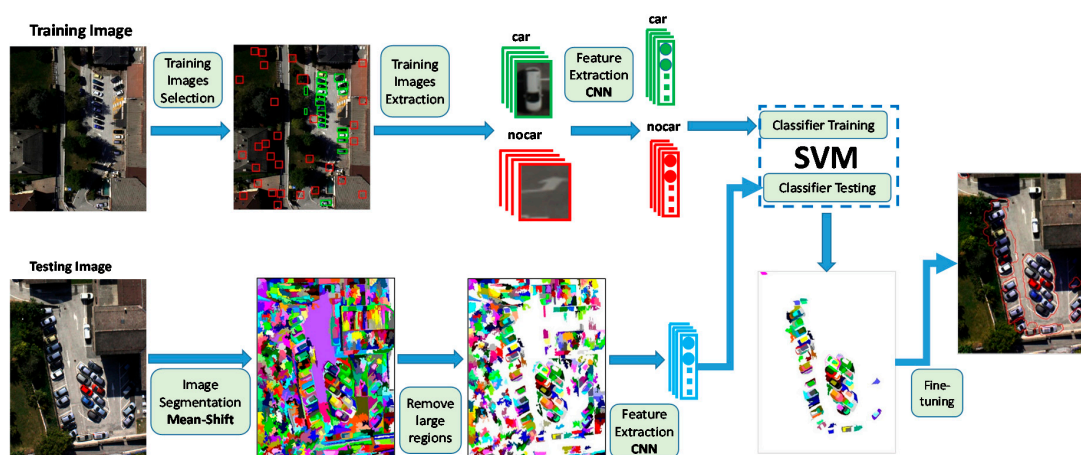 Training Image
Training
Images
Selection
Training
Images
Extraction
car
nocar
Feature
Extraction
CNN
car
nocar
Classifier Training
SVM
Classifier Testing
Testing Image
Image
Segmentation
Mean-Shift
Remove
large
regions
Feature
Extraction
CNN
Fine-
tuning